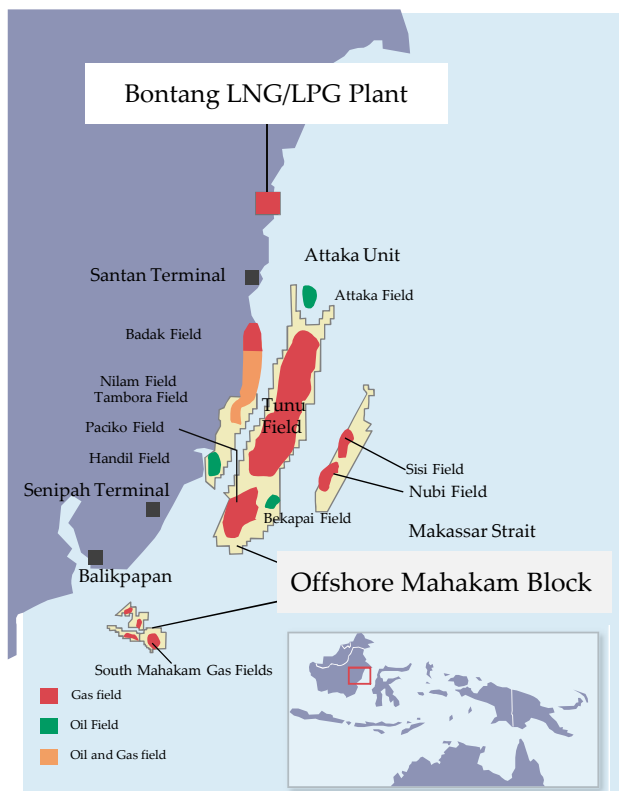 Bontang LNG/LPG Plant
Attaka Unit
Santan Terminal
Attaka Field
Badak Field
Nilam Field
Tambora Field
Tunu
Field
Paciko Field
Handil Field
Sisi Field
Senipah Terminal
Nubi Field
Bekapai Field
Makassar Strait
Balikpapan
Offshore Mahakam Block
South Mahakam Gas Fields
Gas field
Oil Field
Oil and Gas field